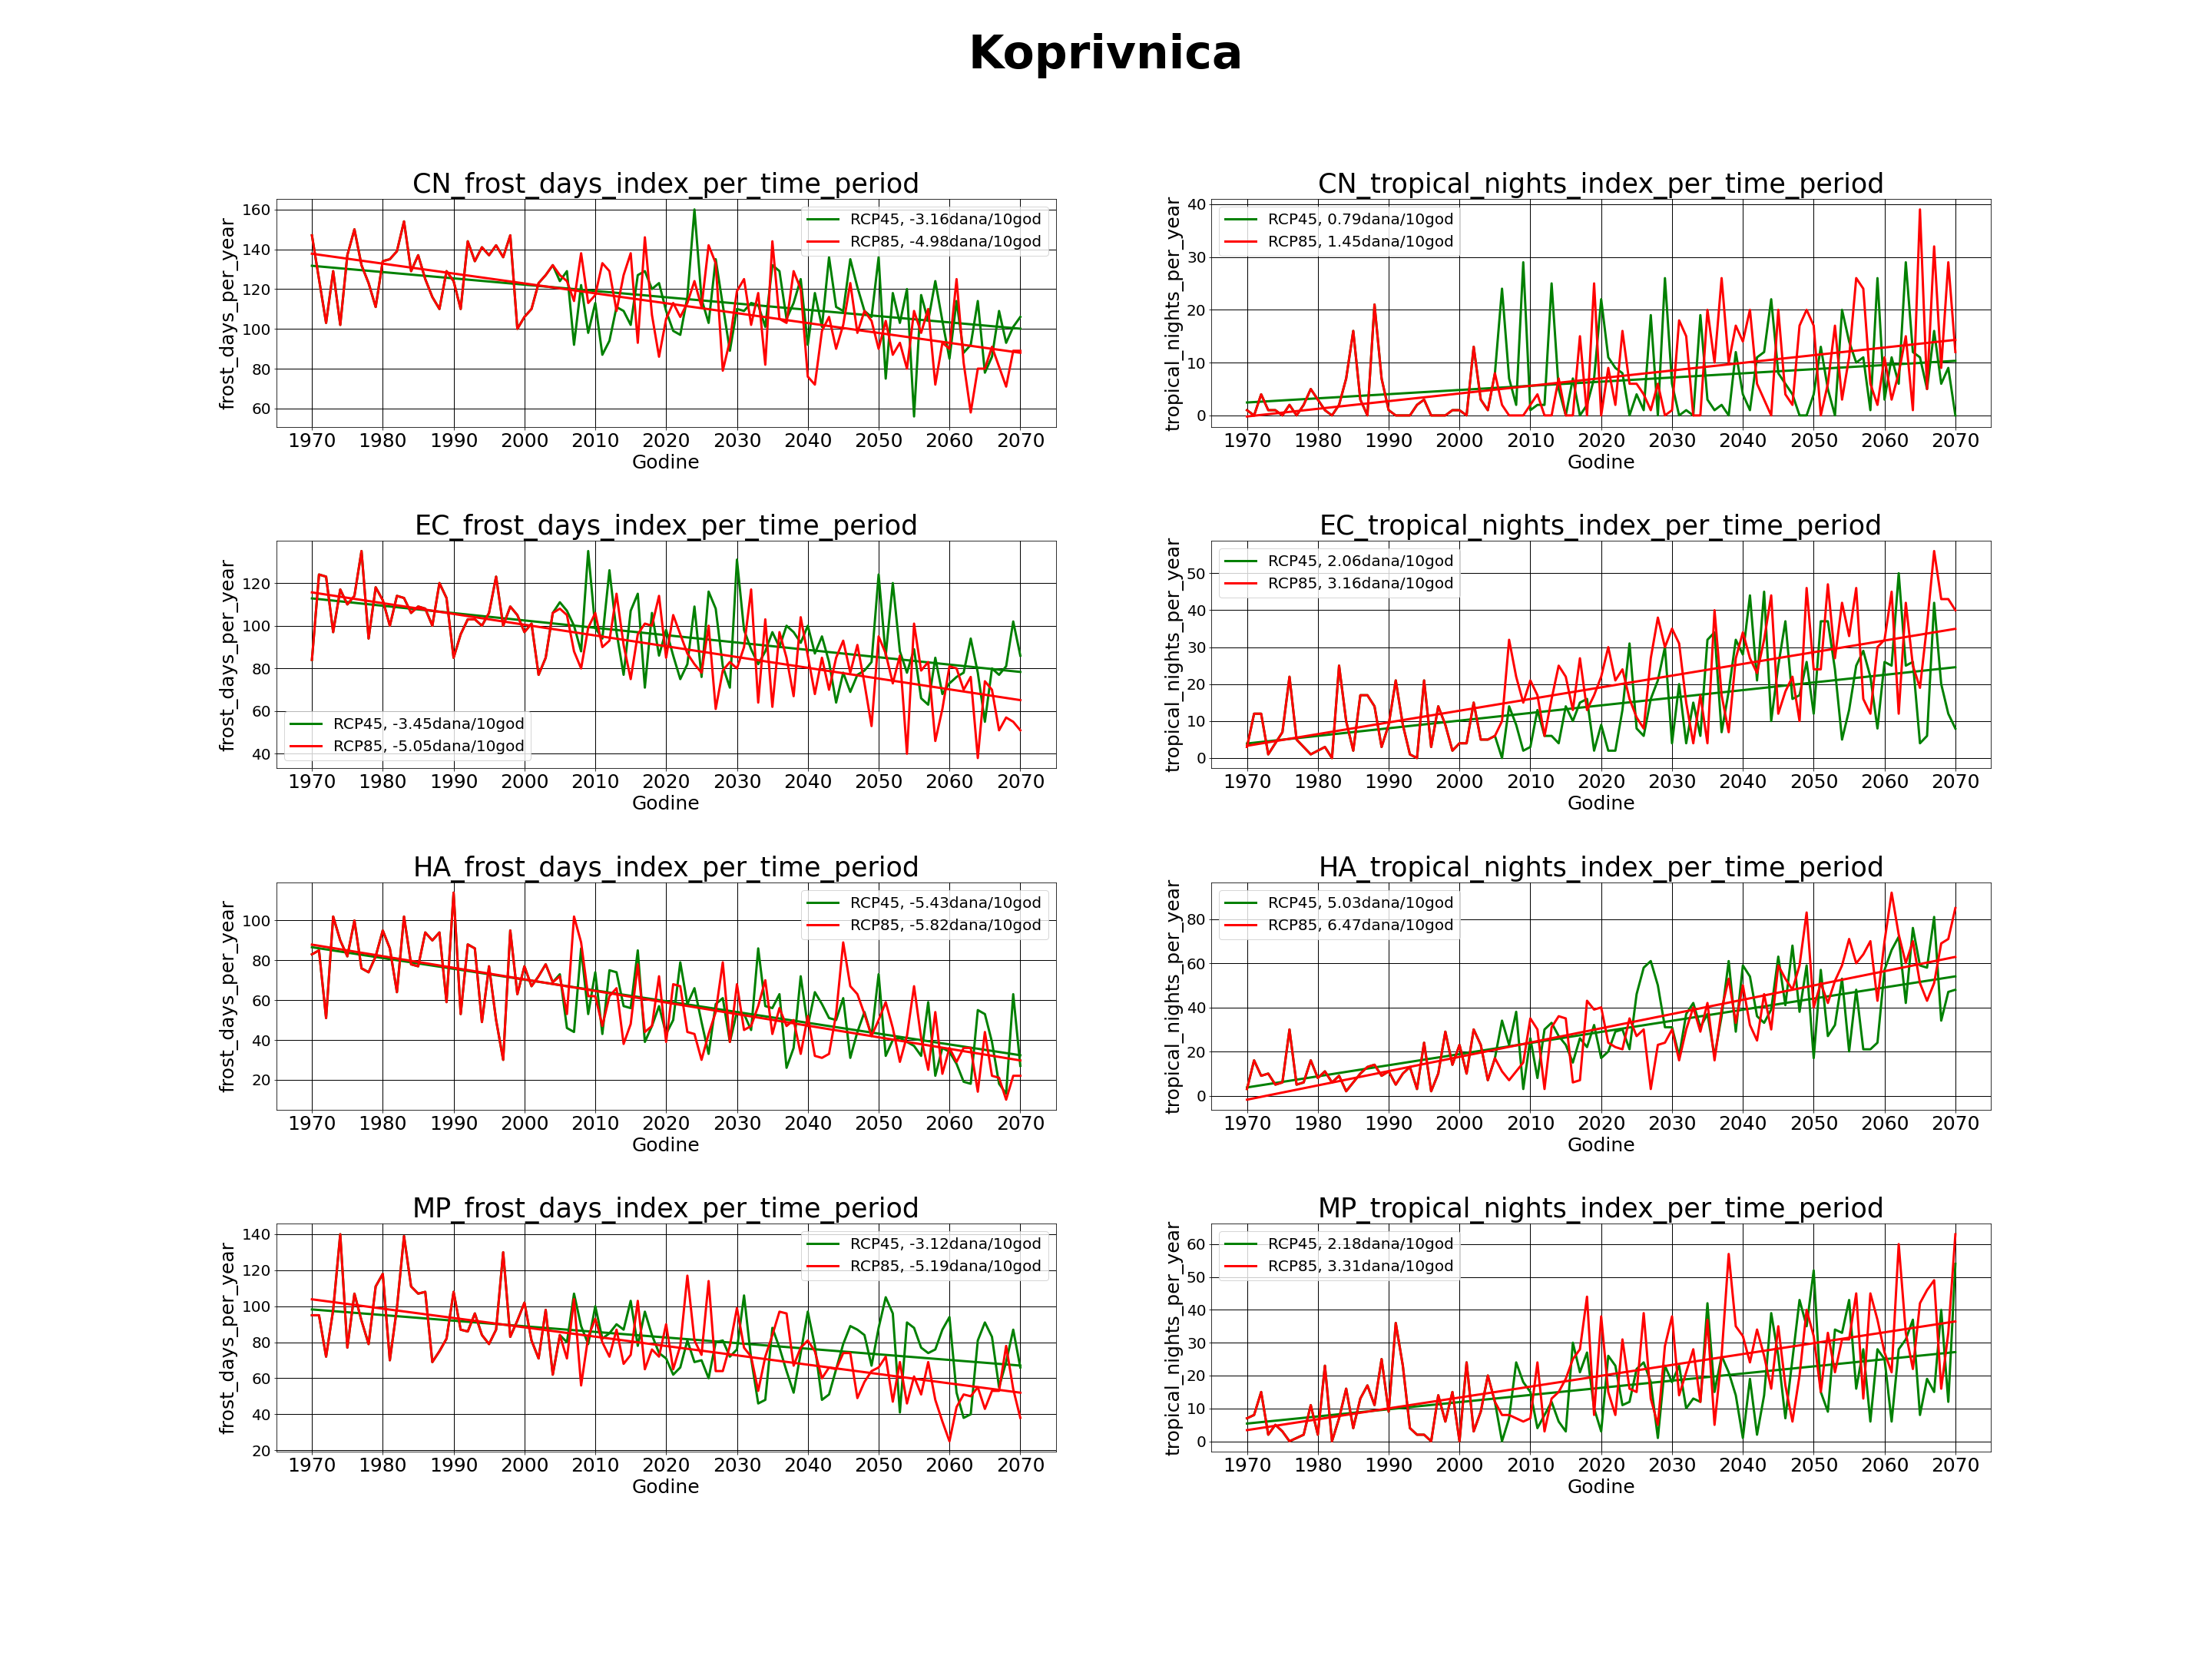 Koprivnica
CN_frost_days_index_per_time_period
frost_days_per_year
160
140
120
100
80
60
RCP45, -3.16dana/10god
RCP85, -4.98dana/10god
1970 1980 1990 2000 2010 2020 2030 2040 2050 2060 2070
Godine
CN_tropical_nights_index_per_time_period
tropical_nights_per_year
40
30
20
10
0
RCP45, 0.79dana/10god
RCP85, 1.45dana/10god
1970 1980 1990 2000 2010 2020 2030 2040 2050 2060 2070
Godine
EC_frost_days_index_per_time_period
frost_days_per_year
120
100
80
60
40
RCP45, -3.45dana/10god
RCP85, -5.05dana/10god
1970 1980 1990 2000 2010 2020 2030 2040 2050 2060 2070
Godine
EC_tropical_nights_index_per_time_period
tropical_nights_per_year
50
40
30
20
10
0
RCP45, 2.06dana/10god
RCP85, 3.16dana/10god
1970 1980 1990 2000 2010 2020 2030 2040 2050 2060 2070
Godine
HA_frost_days_index_per_time_period
frost_days_per_year
100
80
60
40
20
RCP45, -5.43dana/10god
RCP85, -5.82dana/10god
1970 1980 1990 2000 2010 2020 2030 2040 2050 2060 2070
Godine
HA_tropical_nights_index_per_time_period
tropical_nights_per_year
80
60
40
20
0
RCP45, 5.03dana/10god
RCP85, 6.47dana/10god
1970 1980 1990 2000 2010 2020 2030 2040 2050 2060 2070
Godine
MP_frost_days_index_per_time_period
frost_days_per_year
140
120
100
80
60
40
20
RCP45, -3.12dana/10god
RCP85, -5.19dana/10god
1970 1980 1990 2000 2010 2020 2030 2040 2050 2060 2070
Godine
MP_tropical_nights_index_per_time_period
tropical_nights_per_year
60
50
40
30
20
10
0
RCP45, 2.18dana/10god
RCP85, 3.31dana/10god
1970 1980 1990 2000 2010 2020 2030 2040 2050 2060 2070
Godine